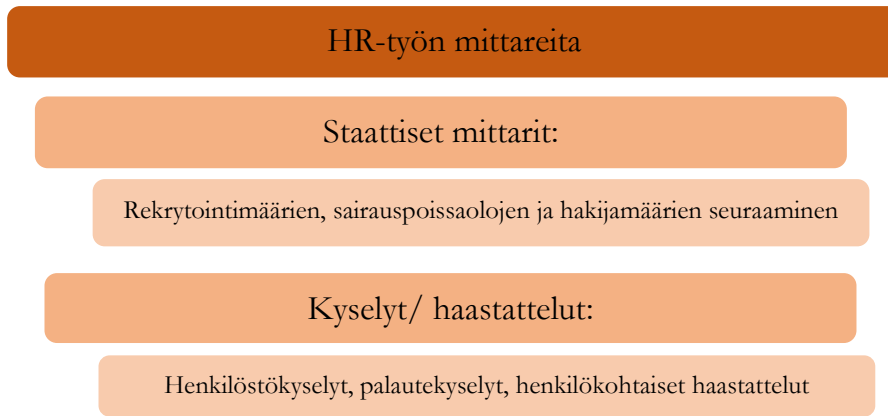 HR-työn mittareita
Staattiset mittarit:
Rekrytointimäärien, sairauspoissaolojen ja hakijamäärien seuraaminen
Kyselyt/ haastattelut:
Henkilöstökyselyt, palautekyselyt, henkilökohtaiset haastattelut